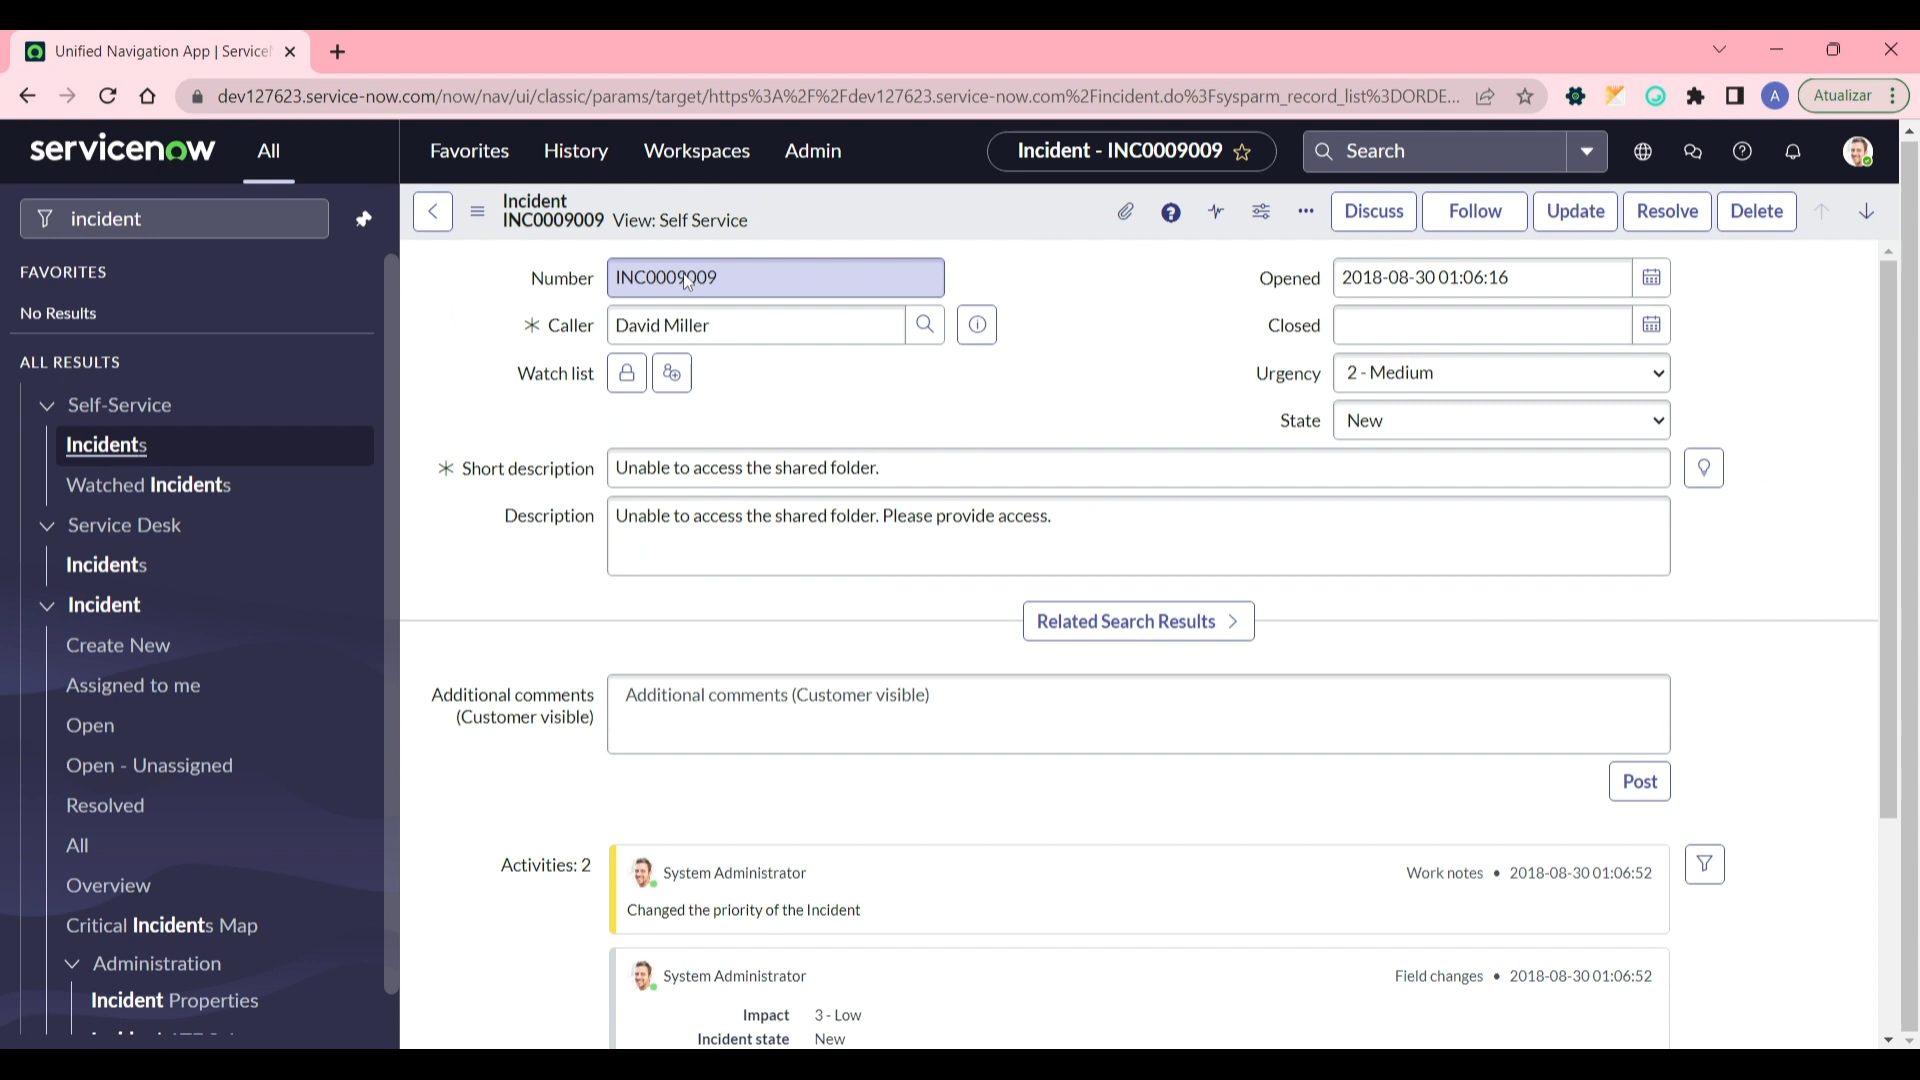 Unified Navigation App | Service
dev127623.service-now.com/now/nav/ui/classic/params/target/https%3A%2F%2Fdev127623.service-now.com%2Fincident.do%3Fsysparm_record_list%3DORDE...
A
Atualizar
servicenow
All
Favorites
History
Workspaces
Admin
Incident - INC0009009
Search
incident
Incident
INC0009009 View: Self Service
Discuss
Follow
Update
Resolve
Delete
FAVORITES
No Results
ALL RESULTS
Self-Service
Incidents
Watched Incidents
Service Desk
Incidents
Incident
Create New
Assigned to me
Open
Open - Unassigned
Resolved
All
Overview
Critical Incidents Map
Administration
Incident Properties
Number INC0009009
Caller David Miller
Watch list
Opened 2018-08-30 01:06:16
Closed
Urgency 2 - Medium
State New
Short description Unable to access the shared folder.
Description Unable to access the shared folder. Please provide access.
Related Search Results
Additional comments
(Customer visible)
Additional comments (Customer visible)
Post
Activities: 2
System Administrator
Work notes • 2018-08-30 01:06:52
Changed the priority of the Incident
System Administrator
Field changes • 2018-08-30 01:06:52
Impact 3 - Low
Incident state New